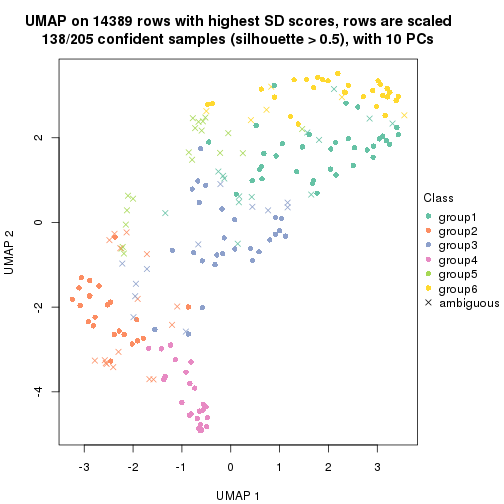 UMAP on 14389 rows with highest SD scores, rows are scaled
138/205 confident samples (silhouette > 0.5), with 10 PCs
UMAP 2
2
0
-2
-4
-3
-2
-1
0
1
2
3
UMAP 1
Class
group1
group2
group3
group4
group5
group6
ambiguous